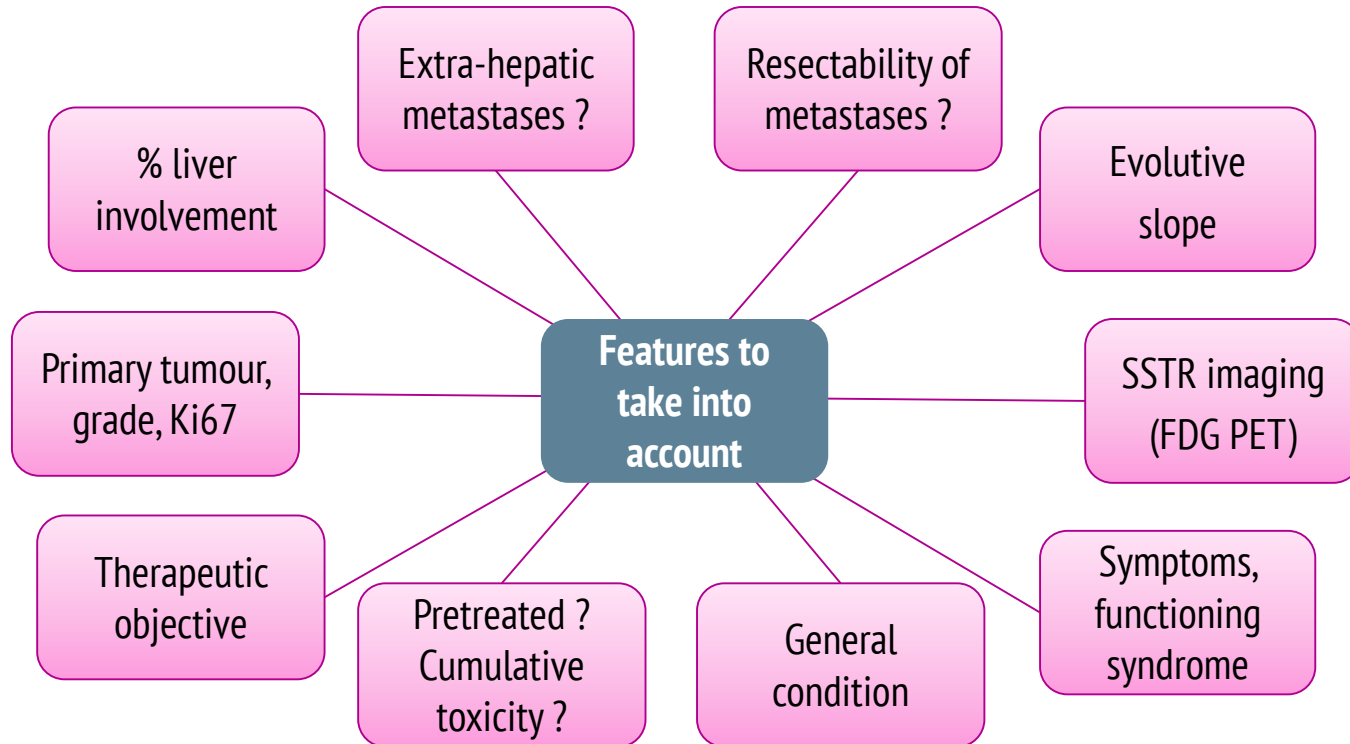 Extra-hepatic
metastases ?
Resectability of
metastases ?
% liver
involvement
Evolutive
slope
Primary tumour,
grade, Ki67
Features to
take into
account
SSTR imaging
(FDG PET)
Therapeutic
objective
Pretreated ?
Cumulative
toxicity ?
General
condition
Symptoms,
functioning
syndrome